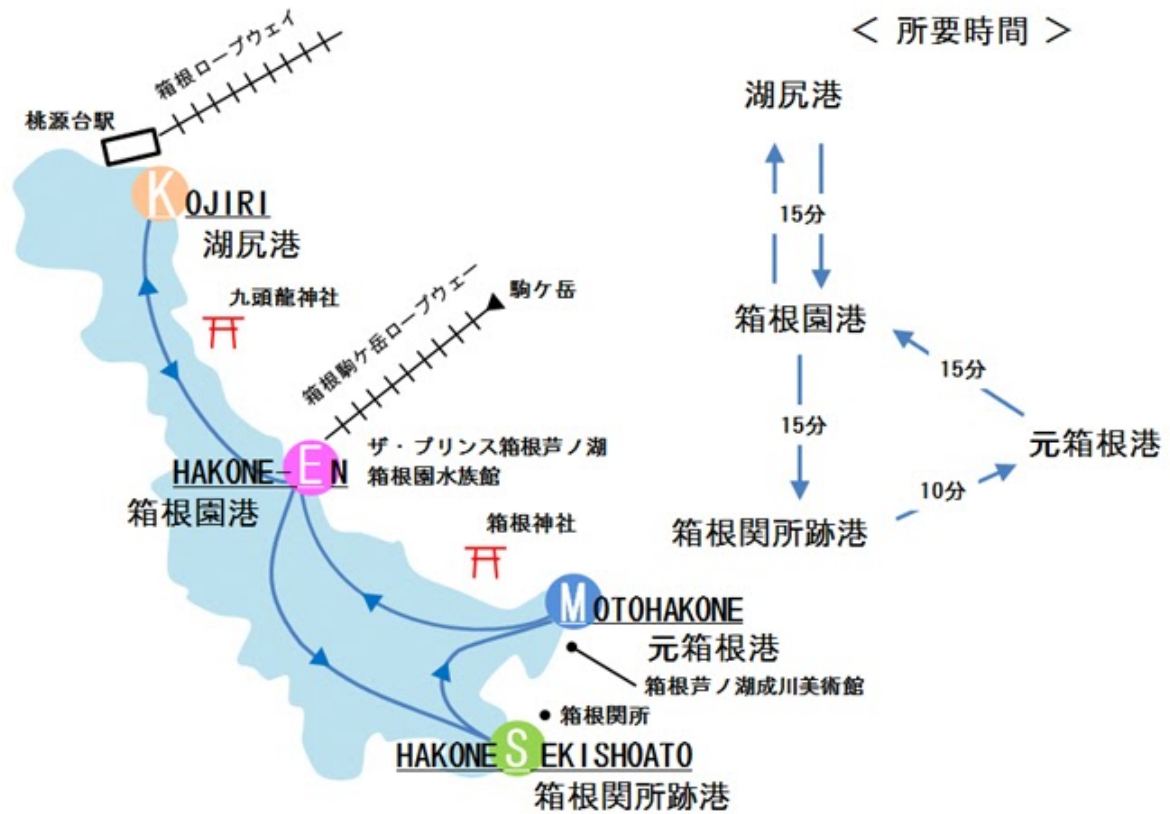 箱根ロープウェイ
桃源台駅
KOJIRI
湖尻港
九頭龍神社
箱根駒ケ岳ロープウェー
駒ケ岳
ザ・プリンス箱根芦ノ湖
箱根園水族館
HAKONE-EN
箱根園港
箱根神社
MOTOHAKONE
元箱根港
箱根芦ノ湖成川美術館
箱根関所
HAKONE SEKISHOATO
箱根関所跡港
＜ 所要時間 ＞
湖尻港
15分
箱根園港
15分
15分
元箱根港
10分
箱根関所跡港